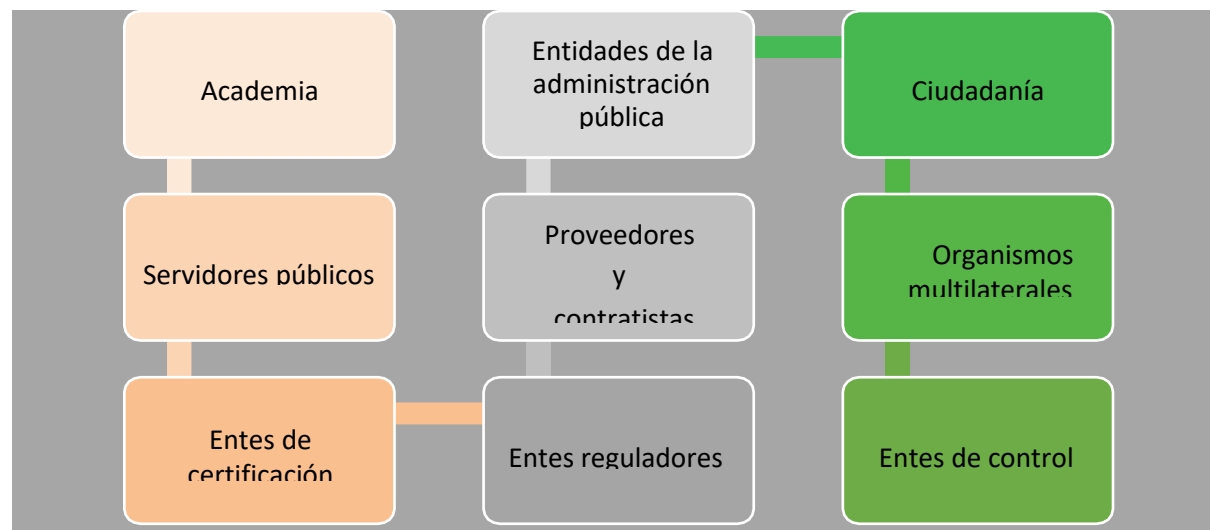 Academia
Servidores públicos
Entes de
certificación
Entidades de la
administración
pública
Proveedores
y
contratistas
Entes reguladores
Ciudadanía
Organismos
multilaterales
Entes de control